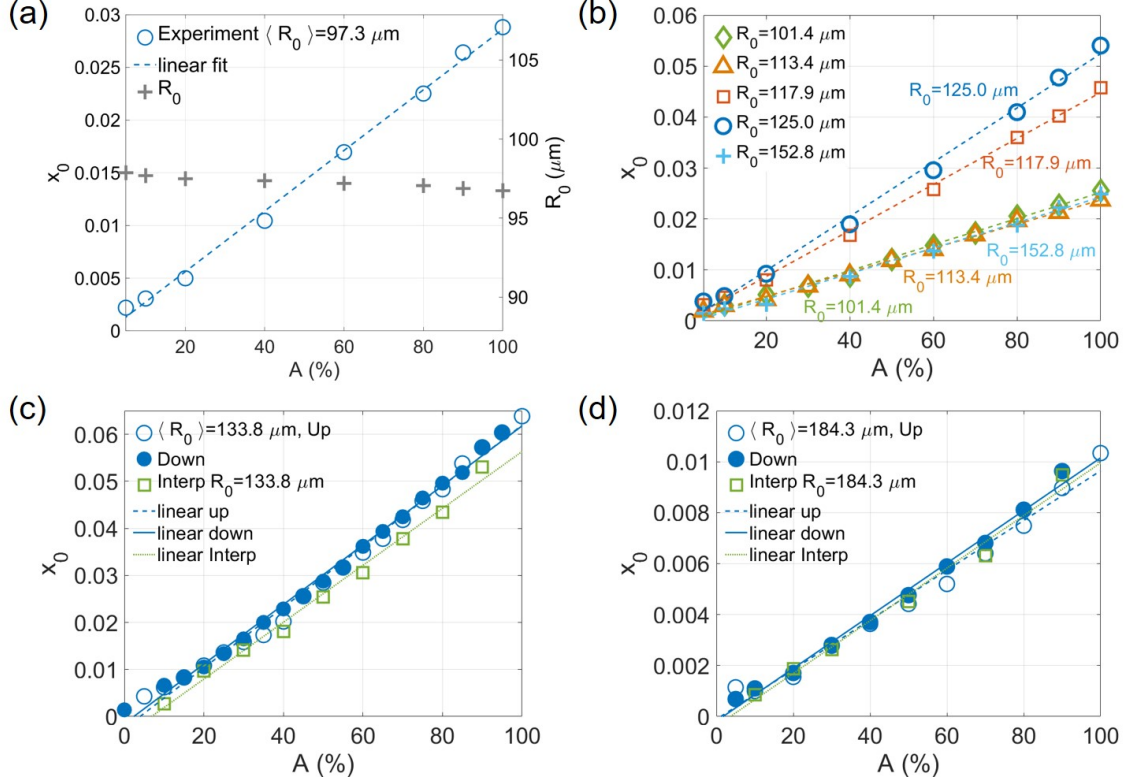 (a)
0.03
0.025
0.02
0.015
0.01
0.005
0
x0
Experiment ⟨ R0 ⟩=97.3 μm
linear fit
R0
105
100
95
90
R0 (μm)
20 40 60 80 100
A (%)
(b)
0.06
0.05
0.04
0.03
0.02
0.01
0
x0
R0=101.4 μm
R0=113.4 μm
R0=117.9 μm
R0=125.0 μm
R0=152.8 μm
R0=125.0 μm
R0=117.9 μm
R0=152.8 μm
R0=113.4 μm
R0=101.4 μm
20 40 60 80 100
A (%)
(c)
0.06
0.05
0.04
0.03
0.02
0.01
0
x0
⟨ R0 ⟩=133.8 μm, Up
Down
Interp R0=133.8 μm
linear up
linear down
linear Interp
0 20 40 60 80 100
A (%)
(d)
0.012
0.01
0.008
0.006
0.004
0.002
0
x0
⟨ R0 ⟩=184.3 μm, Up
Down
Interp R0=184.3 μm
linear up
linear down
linear Interp
0 20 40 60 80 100
A (%)